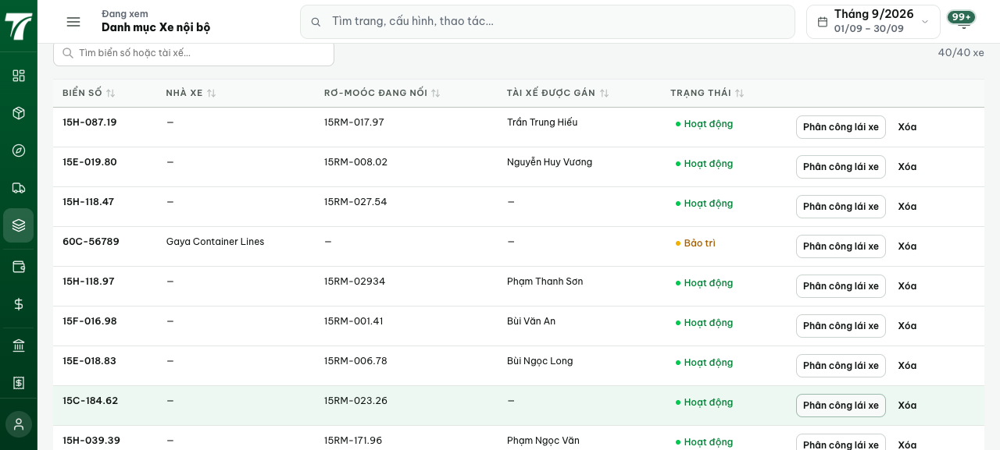 Đang xem
Danh mục Xe nội bộ
Tìm trang, cấu hình, thao tác...
Tháng 9/2026
01/09 – 30/09
99+
Tìm biển số hoặc tài xế...
40/40 xe
BIỂN SỐ NHÀ XE RƠ-MOÓC ĐANG NỐI TÀI XẾ ĐƯỢC GÁN TRẠNG THÁI
15H-087.19 — 15RM-017.97 Trần Trung Hiếu Hoạt động Phân công lái xe Xóa
15E-019.80 — 15RM-008.02 Nguyễn Huy Vương Hoạt động Phân công lái xe Xóa
15H-118.47 — 15RM-027.54 — Hoạt động Phân công lái xe Xóa
60C-56789 Gaya Container Lines — — Bảo trì Phân công lái xe Xóa
15H-118.97 — 15RM-02934 Phạm Thanh Sơn Hoạt động Phân công lái xe Xóa
15F-016.98 — 15RM-001.41 Bùi Văn An Hoạt động Phân công lái xe Xóa
15E-018.83 — 15RM-006.78 Bùi Ngọc Long Hoạt động Phân công lái xe Xóa
15C-184.62 — 15RM-023.26 — Hoạt động Phân công lái xe Xóa
15H-039.39 — 15RM-171.96 Phạm Ngọc Văn Hoạt động Phân công lái xe Xóa